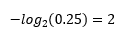 −log₂(0.25) = 2